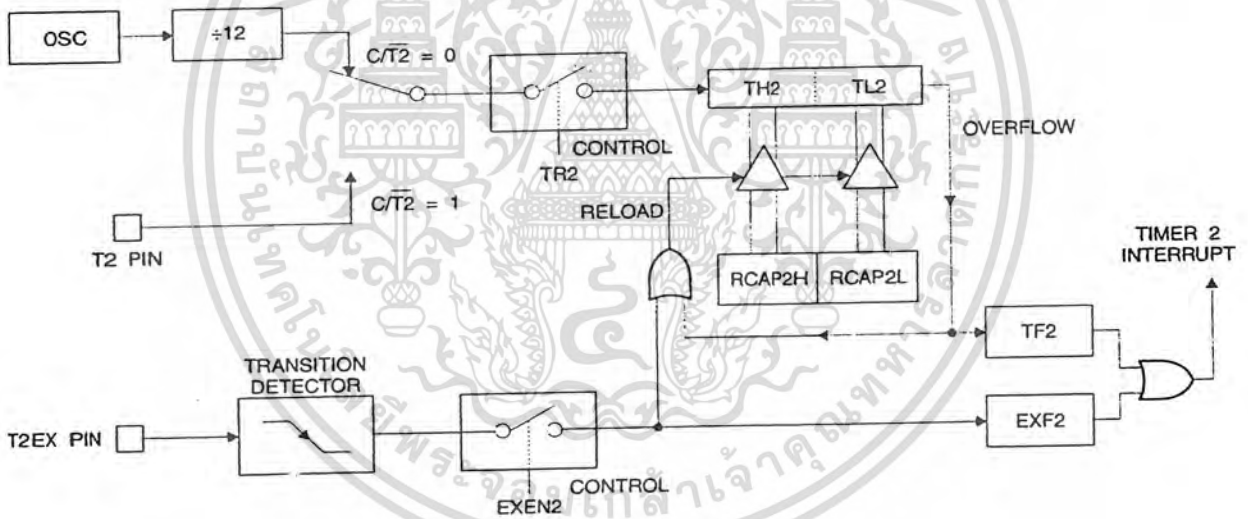 OSC
÷12
C/T2̅ = 0
TH2
TL2
OVERFLOW
CONTROL
TR2
C/T2̅ = 1
RELOAD
T2 PIN
TIMER 2
INTERRUPT
RCAP2H
RCAP2L
TRANSITION
DETECTOR
TF2
T2EX PIN
EXF2
CONTROL
EXEN2